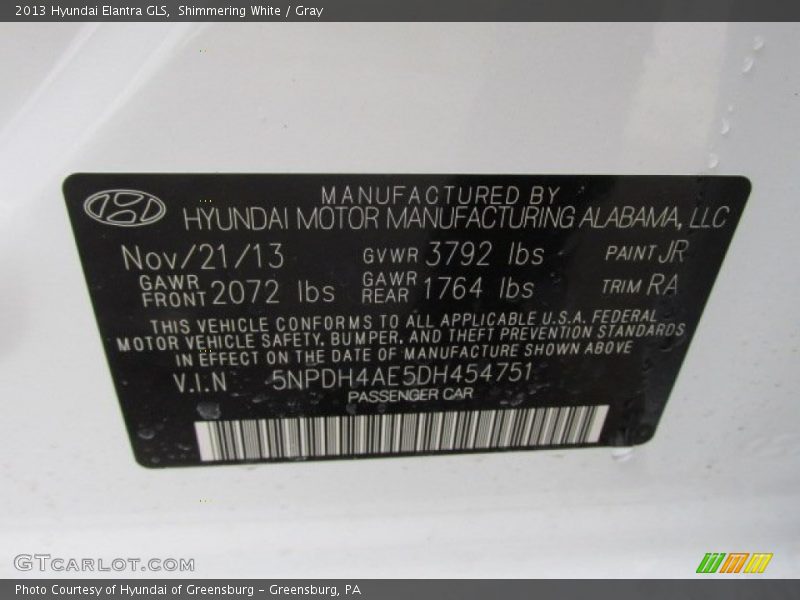 2013 Hyundai Elantra GLS, Shimmering White / Gray
MANUFACTURED BY
HYUNDAI MOTOR MANUFACTURING ALABAMA, LLC
Nov/21/13 GVWR 3792 lbs PAINT JR
GAWR FRONT 2072 lbs GAWR REAR 1764 lbs TRIM RA
THIS VEHICLE CONFORMS TO ALL APPLICABLE U.S.A. FEDERAL
MOTOR VEHICLE SAFETY, BUMPER, AND THEFT PREVENTION STANDARDS
IN EFFECT ON THE DATE OF MANUFACTURE SHOWN ABOVE
V.I.N 5NPDH4AE5DH454751
PASSENGER CAR
GTCARLOT.COM
Photo Courtesy of Hyundai of Greensburg - Greensburg, PA